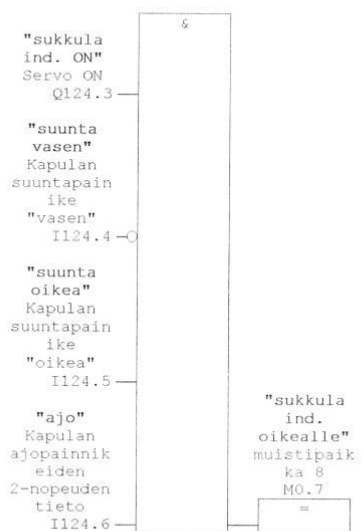 &
"sukkula
ind. ON"
Servo ON
Q124.3
"suunta
vasen"
Kapulan
suuntapain
ike
"vasen"
I124.4
"suunta
oikea"
Kapulan
suuntapain
ike
"oikea"
I124.5
"ajo"
Kapulan
ajopainnik
eiden
2-nopeuden
tieto
I124.6
"sukkula
ind.
oikealle"
muistipaik
ka 8
M0.7
=